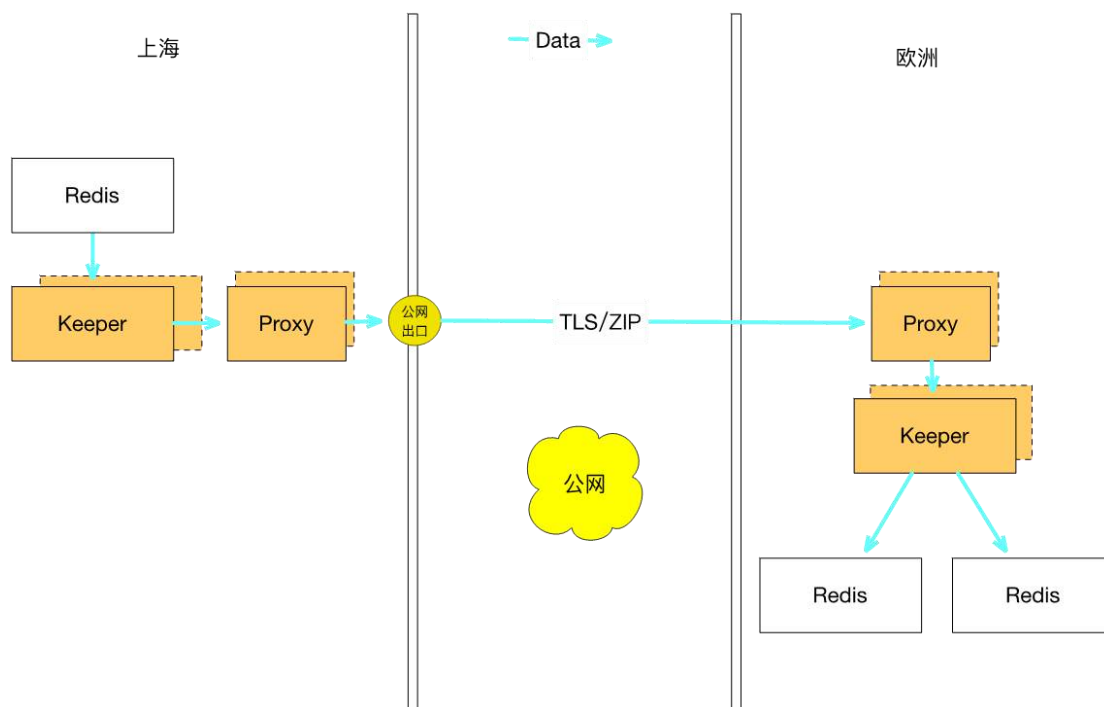 上海
Data
欧洲
Redis
Keeper
Proxy
公网
出口
TLS/ZIP
Proxy
Keeper
公网
Redis
Redis